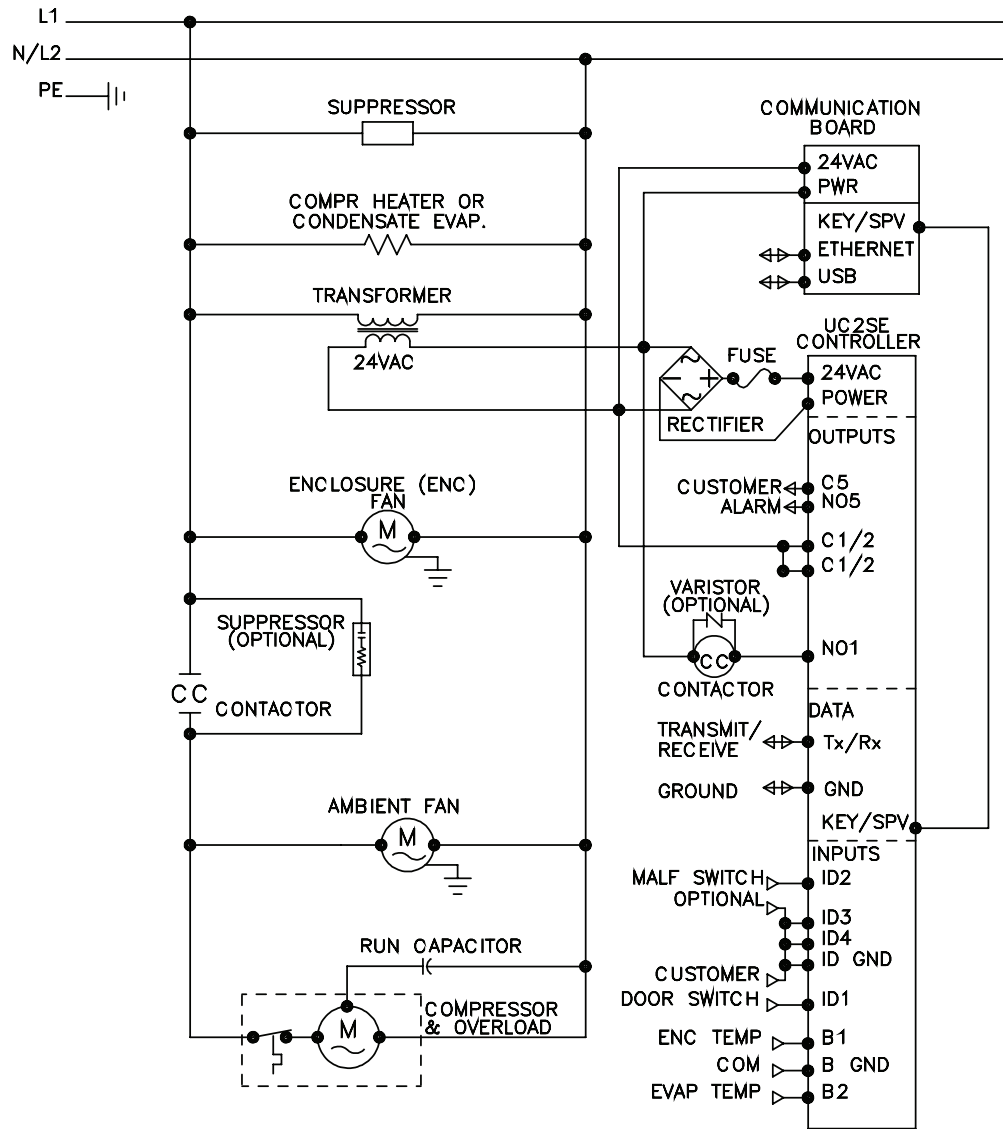 L1
N/L2
PE
SUPPRESSOR
COMPR HEATER OR
CONDENSATE EVAP.
TRANSFORMER
24VAC
ENCLOSURE (ENC)
FAN
M
SUPPRESSOR
(OPTIONAL)
CC
CONTACTOR
AMBIENT FAN
M
RUN CAPACITOR
COMPRESSOR
& OVERLOAD
M
COMMUNICATION
BOARD
24VAC
PWR
KEY/SPV
ETHERNET
USB
UC2SE
CONTROLLER
FUSE
24VAC
POWER
RECTIFIER
OUTPUTS
CUSTOMER
ALARM
C5
NO5
C1/2
C1/2
VARISTOR
(OPTIONAL)
CC
NO1
CONTACTOR
DATA
TRANSMIT/
RECEIVE
Tx/Rx
GROUND
GND
KEY/SPV
INPUTS
MALF SWITCH
ID2
OPTIONAL
ID3
ID4
ID GND
CUSTOMER
DOOR SWITCH
ID1
ENC TEMP
B1
COM
B GND
EVAP TEMP
B2